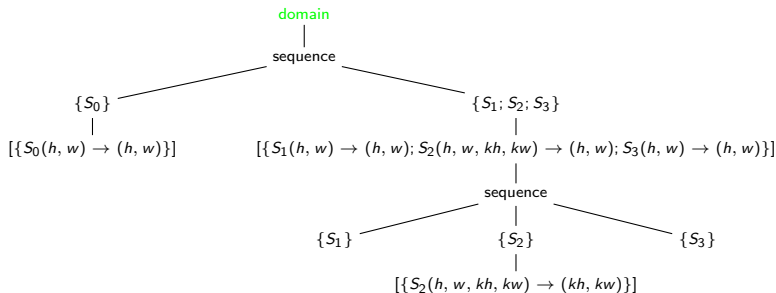 domain
sequence
{S₀} {S₁; S₂; S₃}
[{S₀(h, w) → (h, w)}] [{S₁(h, w) → (h, w); S₂(h, w, kh, kw) → (h, w); S₃(h, w) → (h, w)}]
sequence
{S₁} {S₂} {S₃}
[{S₂(h, w, kh, kw) → (kh, kw)}]